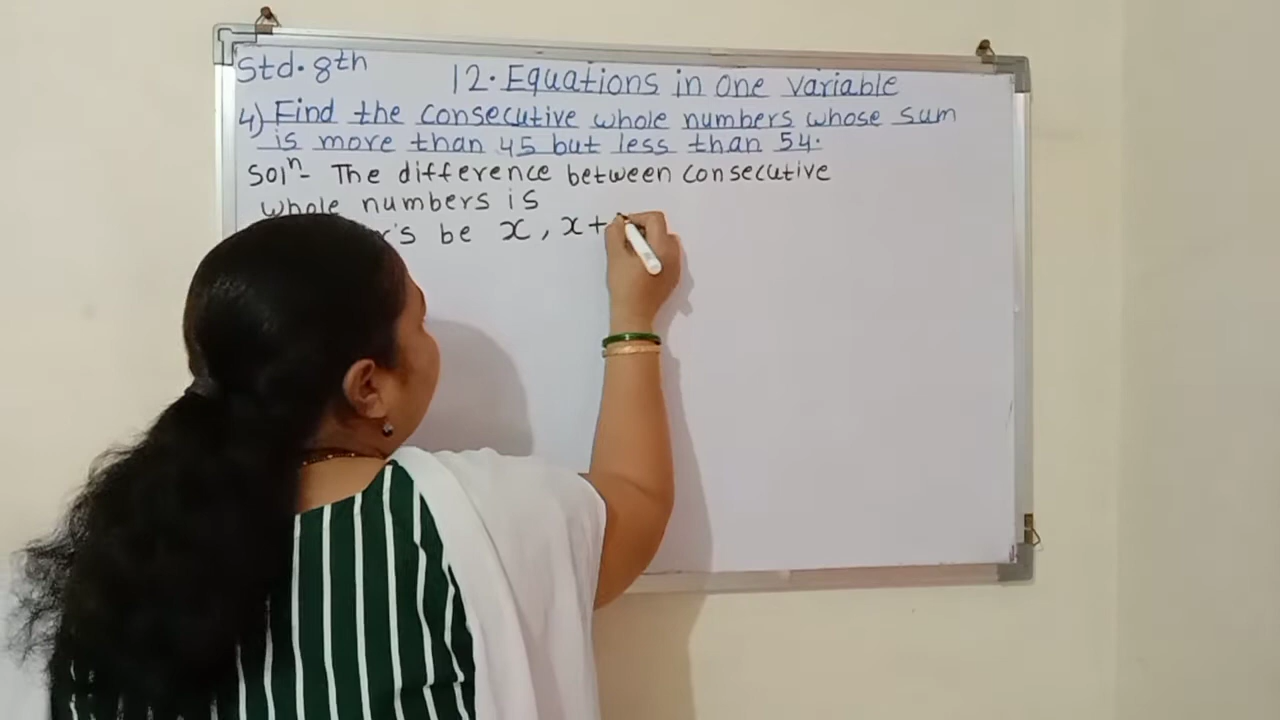 Std. 8th
12. Equations in one variable
4) Find the consecutive whole numbers whose sum
is more than 45 but less than 54.
Solⁿ- The difference between consecutive
whole numbers is
be x, x+